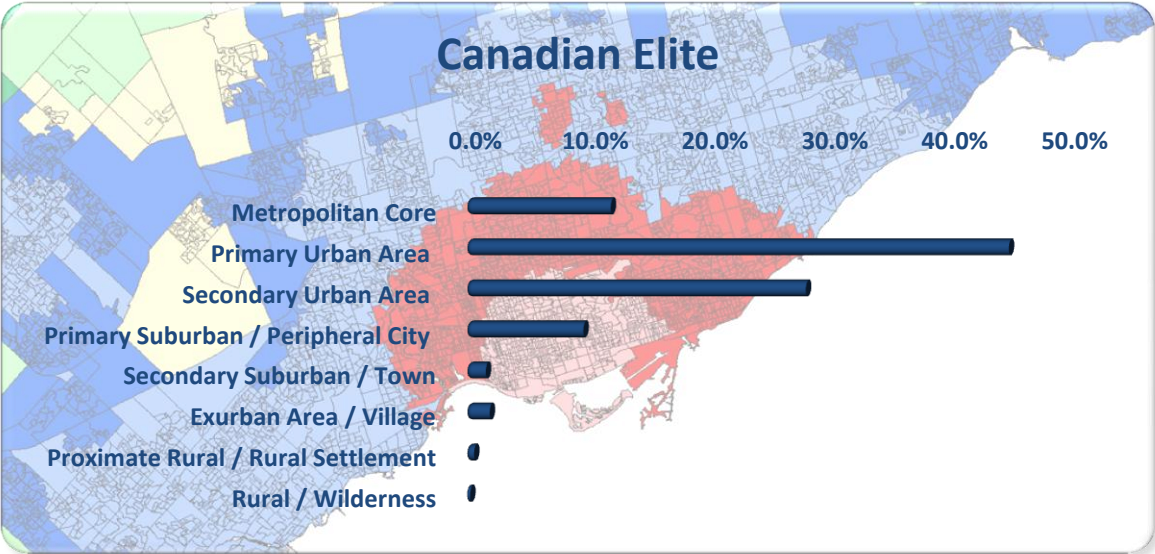 Canadian Elite
0.0% 10.0% 20.0% 30.0% 40.0% 50.0%
Metropolitan Core
Primary Urban Area
Secondary Urban Area
Primary Suburban / Peripheral City
Secondary Suburban / Town
Exurban Area / Village
Proximate Rural / Rural Settlement
Rural / Wilderness